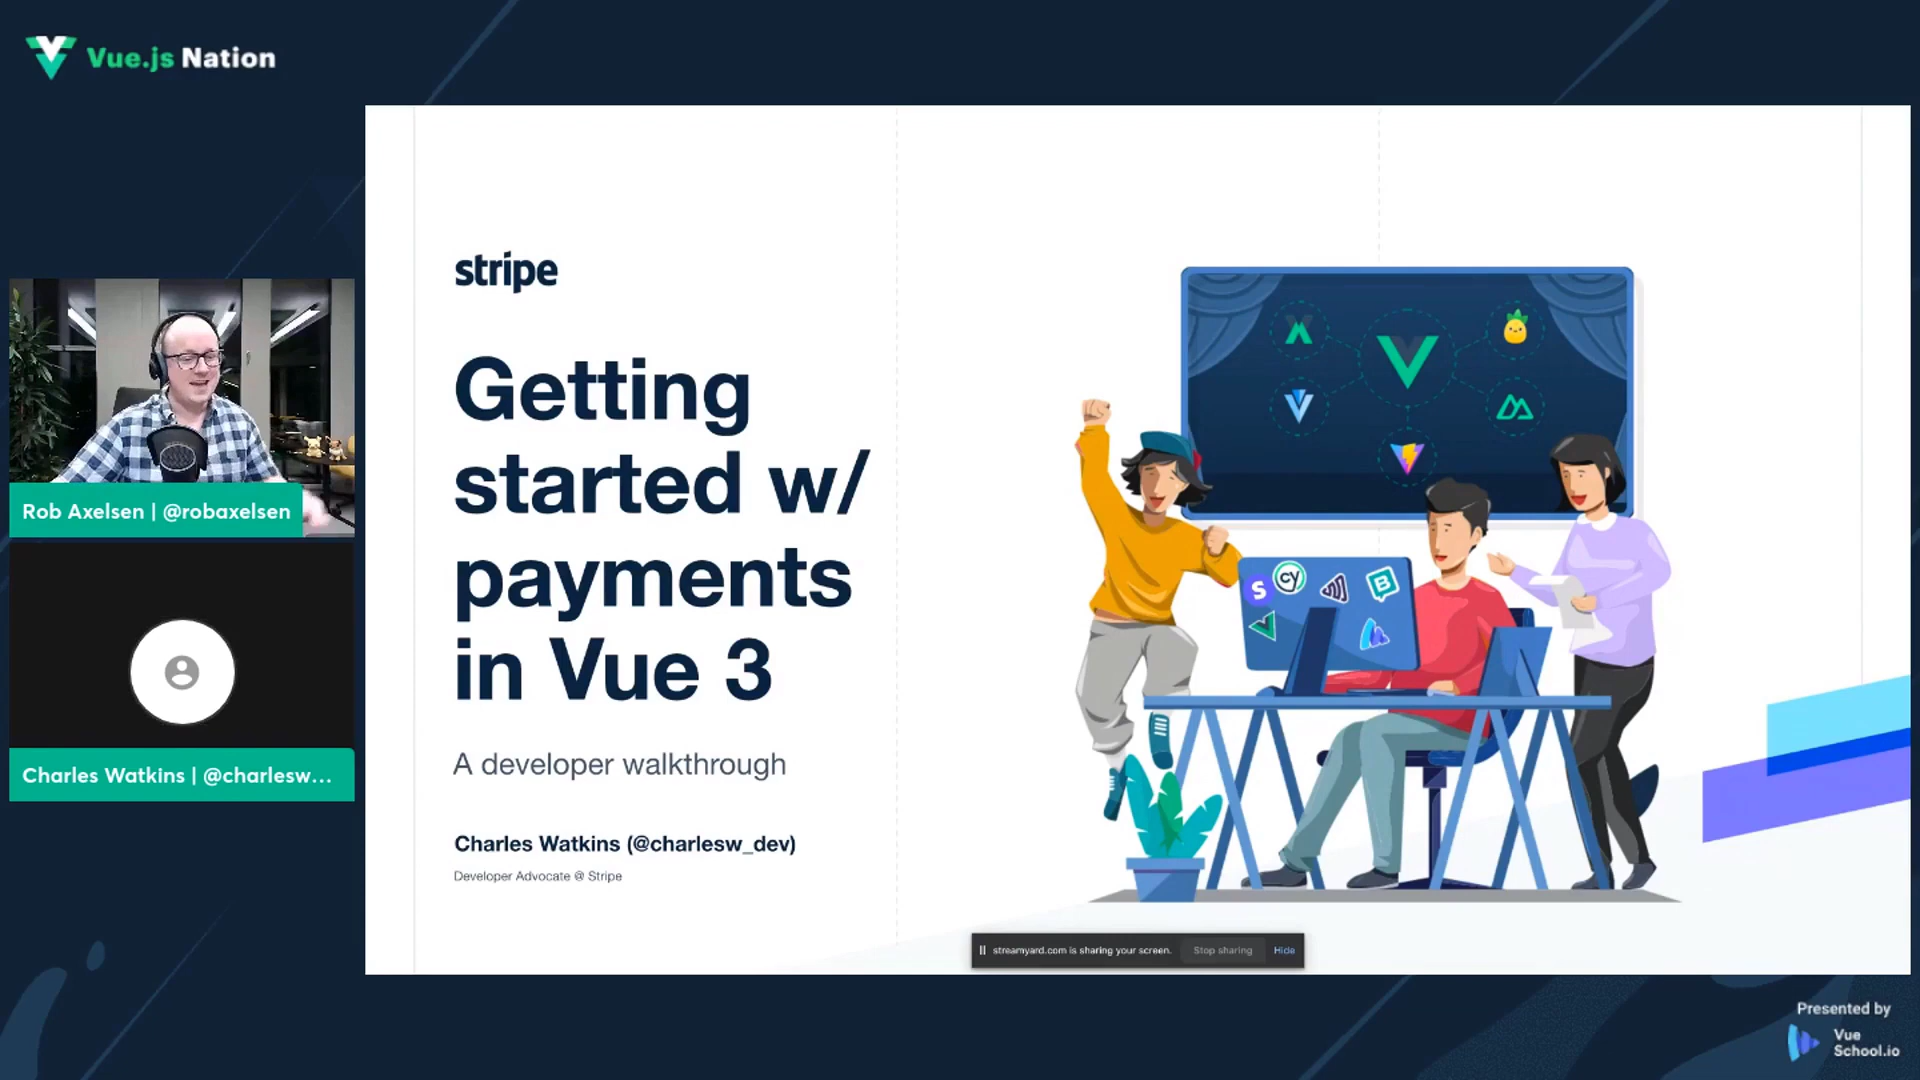 Vue.js Nation
stripe
Getting
started w/
payments
in Vue 3
A developer walkthrough
Charles Watkins (@charlesw_dev)
Developer Advocate @ Stripe
S
cy
B
Rob Axelsen | @robaxelsen
Charles Watkins | @charlesw...
streamyard.com is sharing your screen.
Stop sharing
Hide
Presented by
Vue
School.io